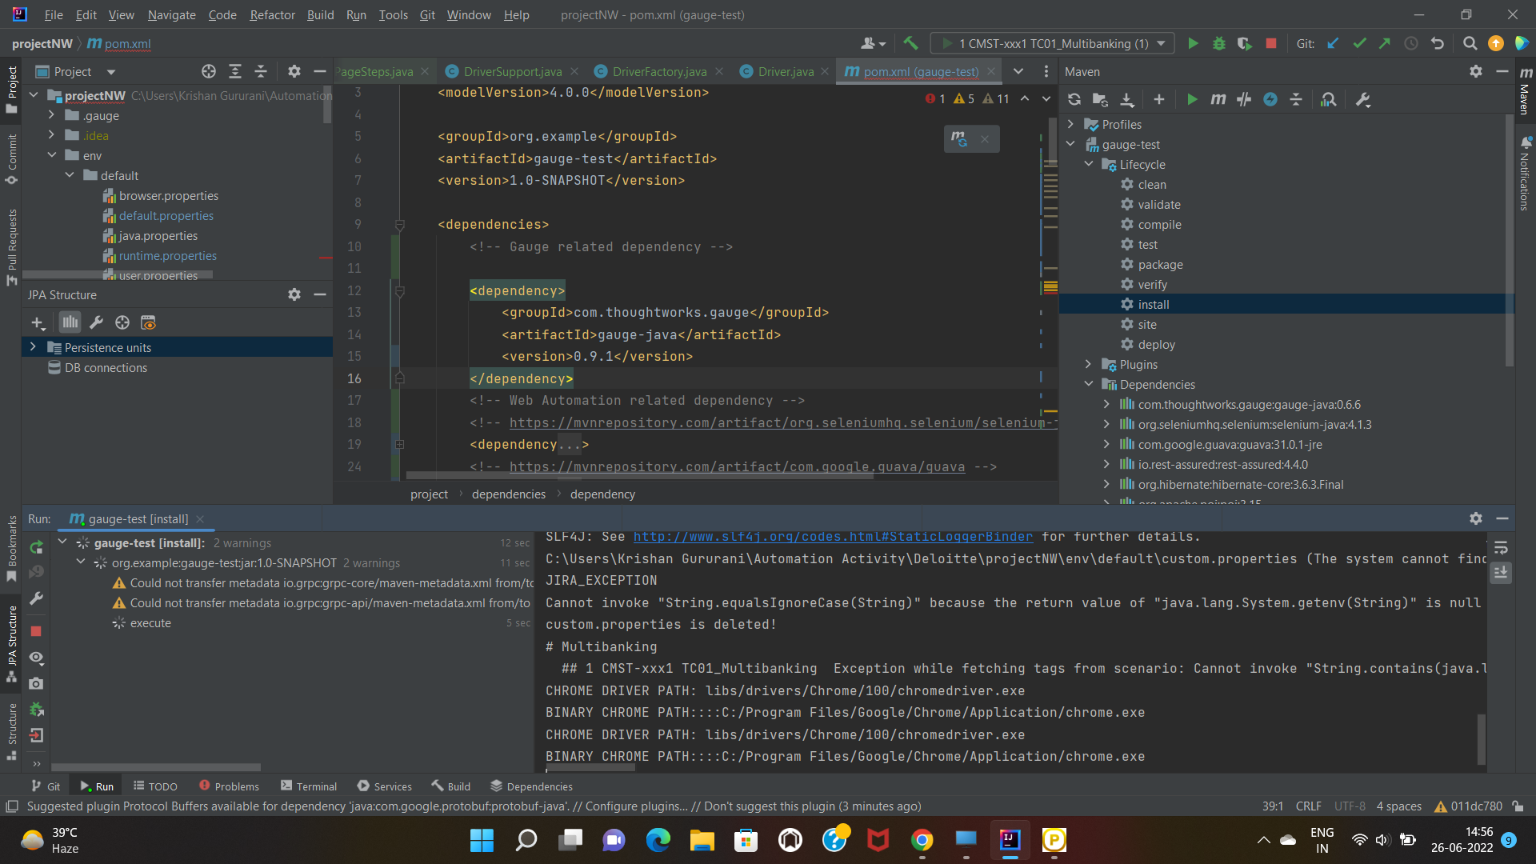 File Edit View Navigate Code Refactor Build Run Tools Git Window Help projectNW - pom.xml (gauge-test)
projectNW pom.xml
1 CMST-xxx1 TC01_Multibanking (1)
Git:
Project
PageSteps.java
DriverSupport.java
DriverFactory.java
Driver.java
pom.xml (gauge-test)
Maven
projectNW C:\Users\Krishan Gururani\Automation
.gauge
.idea
env
default
browser.properties
default.properties
java.properties
runtime.properties
user.properties
JPA Structure
Persistence units
DB connections
1 5 11
3 <modelVersion>4.0.0</modelVersion>
4
5 <groupId>org.example</groupId>
6 <artifactId>gauge-test</artifactId>
7 <version>1.0-SNAPSHOT</version>
8
9 <dependencies>
10 <!-- Gauge related dependency -->
11
12 <dependency>
13 <groupId>com.thoughtworks.gauge</groupId>
14 <artifactId>gauge-java</artifactId>
15 <version>0.9.1</version>
16 </dependency>
17 <!-- Web Automation related dependency -->
18 <!-- https://mvnrepository.com/artifact/org.seleniumhq.selenium/selenium-
19 <dependency...>
24 <!-- https://mvnrepository.com/artifact/com.google.guava/guava -->
project dependencies dependency
Profiles
gauge-test
Lifecycle
clean
validate
compile
test
package
verify
install
site
deploy
Plugins
Dependencies
com.thoughtworks.gauge:gauge-java:0.6.6
org.seleniumhq.selenium:selenium-java:4.1.3
com.google.guava:guava:31.0.1-jre
io.rest-assured:rest-assured:4.4.0
org.hibernate:hibernate-core:3.6.3.Final
org.apache.poi:poi:3.15
Project
Commit
Pull Requests
Bookmarks
JPA Structure
Structure
Maven
Notifications
Run: gauge-test [install]
gauge-test [install]: 2 warnings 12 sec
org.example:gauge-test:jar:1.0-SNAPSHOT 2 warnings 11 sec
Could not transfer metadata io.grpc:grpc-core/maven-metadata.xml from/to
Could not transfer metadata io.grpc:grpc-api/maven-metadata.xml from/to
execute 5 sec
SLF4J: See http://www.slf4j.org/codes.html#StaticLoggerBinder for further details.
C:\Users\Krishan Gururani\Automation Activity\Deloitte\projectNW\env\default\custom.properties (The system cannot find
JIRA_EXCEPTION
Cannot invoke "String.equalsIgnoreCase(String)" because the return value of "java.lang.System.getenv(String)" is null
custom.properties is deleted!
# Multibanking
## 1 CMST-xxx1 TC01_Multibanking Exception while fetching tags from scenario: Cannot invoke "String.contains(java.l
CHROME DRIVER PATH: libs/drivers/Chrome/100/chromedriver.exe
BINARY CHROME PATH::::C:/Program Files/Google/Chrome/Application/chrome.exe
CHROME DRIVER PATH: libs/drivers/Chrome/100/chromedriver.exe
BINARY CHROME PATH::::C:/Program Files/Google/Chrome/Application/chrome.exe
Git Run TODO Problems Terminal Services Build Dependencies
Suggested plugin Protocol Buffers available for dependency 'java:com.google.protobuf:protobuf-java'. // Configure plugins... // Don't suggest this plugin (3 minutes ago)
39:1 CRLF UTF-8 4 spaces 011dc780
39°C
Haze
ENG
IN
14:56
26-06-2022
9